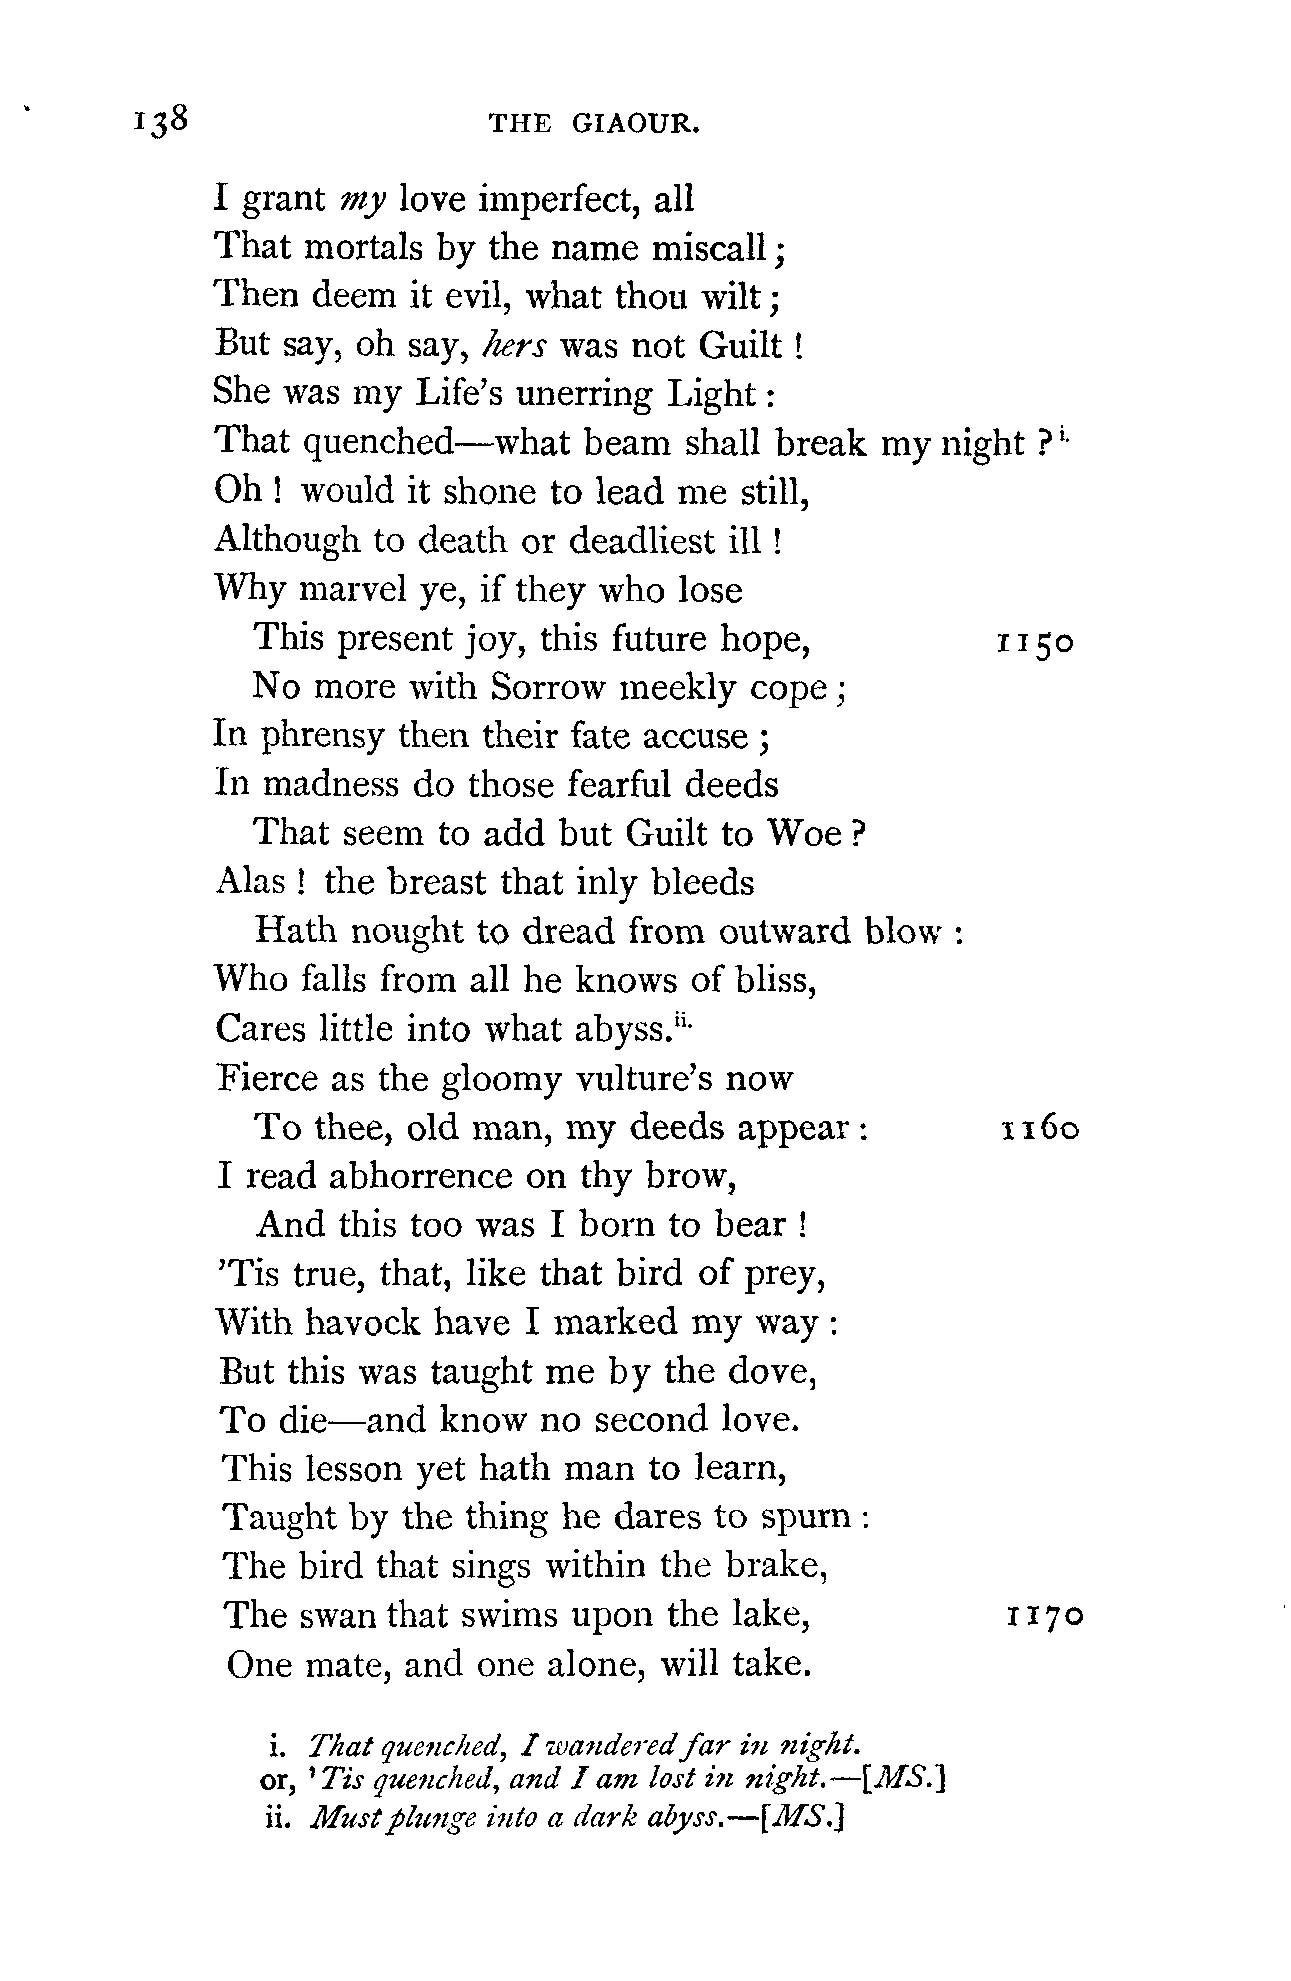 138 THE GIAOUR.
I grant my love imperfect, all
That mortals by the name miscall;
Then deem it evil, what thou wilt;
But say, oh say, hers was not Guilt!
She was my Life's unerring Light:
That quenched—what beam shall break my night?i.
Oh! would it shone to lead me still,
Although to death or deadliest ill!
Why marvel ye, if they who lose
This present joy, this future hope, 1150
No more with Sorrow meekly cope;
In phrensy then their fate accuse;
In madness do those fearful deeds
That seem to add but Guilt to Woe?
Alas! the breast that inly bleeds
Hath nought to dread from outward blow:
Who falls from all he knows of bliss,
Cares little into what abyss.ii.
Fierce as the gloomy vulture's now
To thee, old man, my deeds appear: 1160
I read abhorrence on thy brow,
And this too was I born to bear!
'Tis true, that, like that bird of prey,
With havock have I marked my way:
But this was taught me by the dove,
To die—and know no second love.
This lesson yet hath man to learn,
Taught by the thing he dares to spurn:
The bird that sings within the brake,
The swan that swims upon the lake, 1170
One mate, and one alone, will take.
i. That quenched, I wandered far in night.
or, 'Tis quenched, and I am lost in night.—[MS.]
ii. Must plunge into a dark abyss.—[MS.]